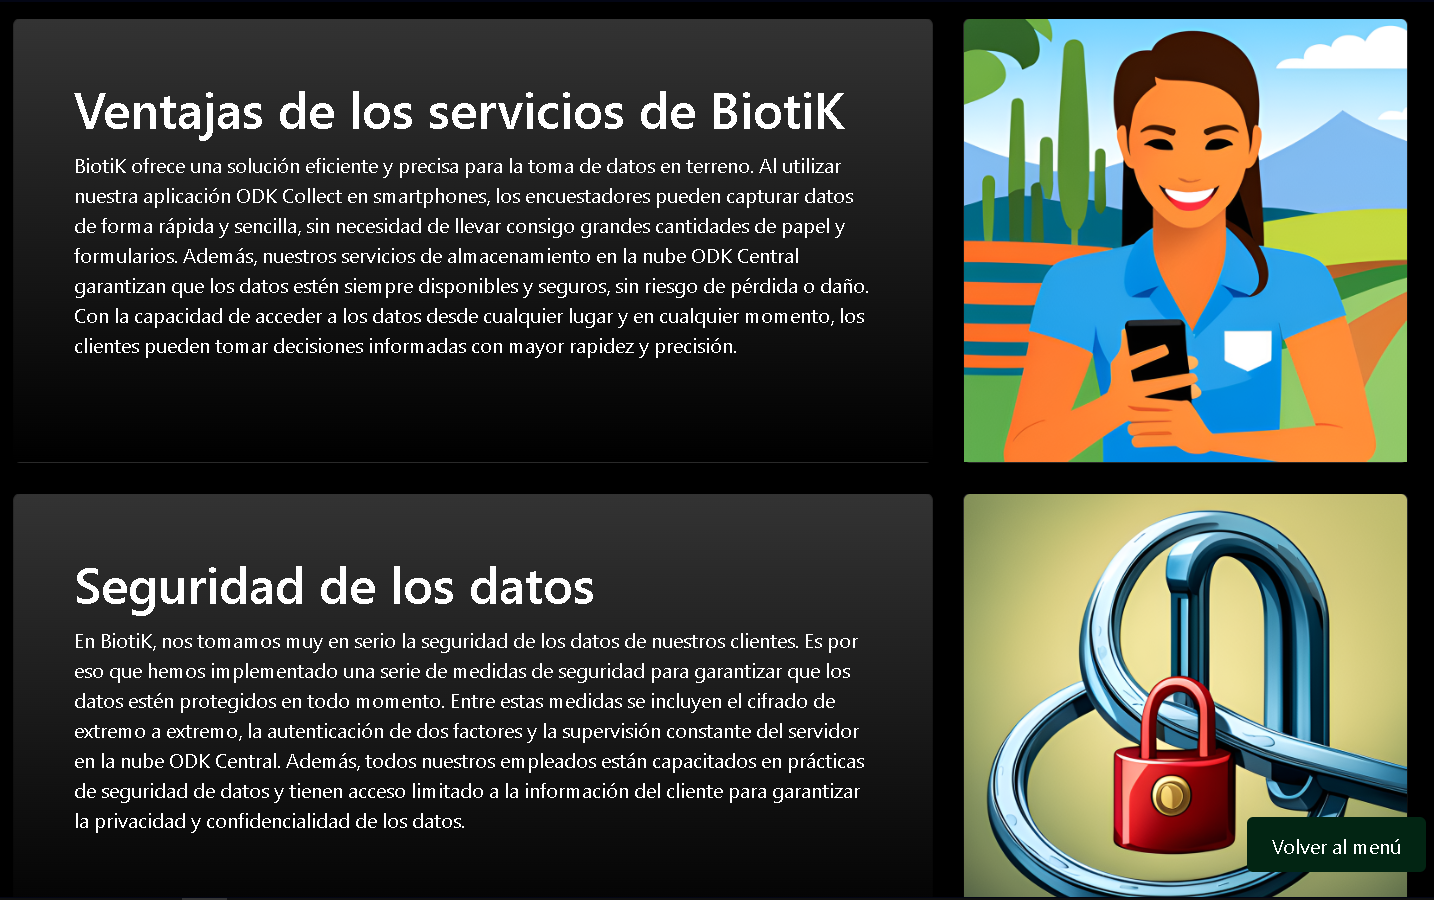 Ventajas de los servicios de BiotiK
BiotiK ofrece una solución eficiente y precisa para la toma de datos en terreno. Al utilizar
nuestra aplicación ODK Collect en smartphones, los encuestadores pueden capturar datos
de forma rápida y sencilla, sin necesidad de llevar consigo grandes cantidades de papel y
formularios. Además, nuestros servicios de almacenamiento en la nube ODK Central
garantizan que los datos estén siempre disponibles y seguros, sin riesgo de pérdida o daño.
Con la capacidad de acceder a los datos desde cualquier lugar y en cualquier momento, los
clientes pueden tomar decisiones informadas con mayor rapidez y precisión.
Seguridad de los datos
En BiotiK, nos tomamos muy en serio la seguridad de los datos de nuestros clientes. Es por
eso que hemos implementado una serie de medidas de seguridad para garantizar que los
datos estén protegidos en todo momento. Entre estas medidas se incluyen el cifrado de
extremo a extremo, la autenticación de dos factores y la supervisión constante del servidor
en la nube ODK Central. Además, todos nuestros empleados están capacitados en prácticas
de seguridad de datos y tienen acceso limitado a la información del cliente para garantizar
la privacidad y confidencialidad de los datos.
Volver al menú